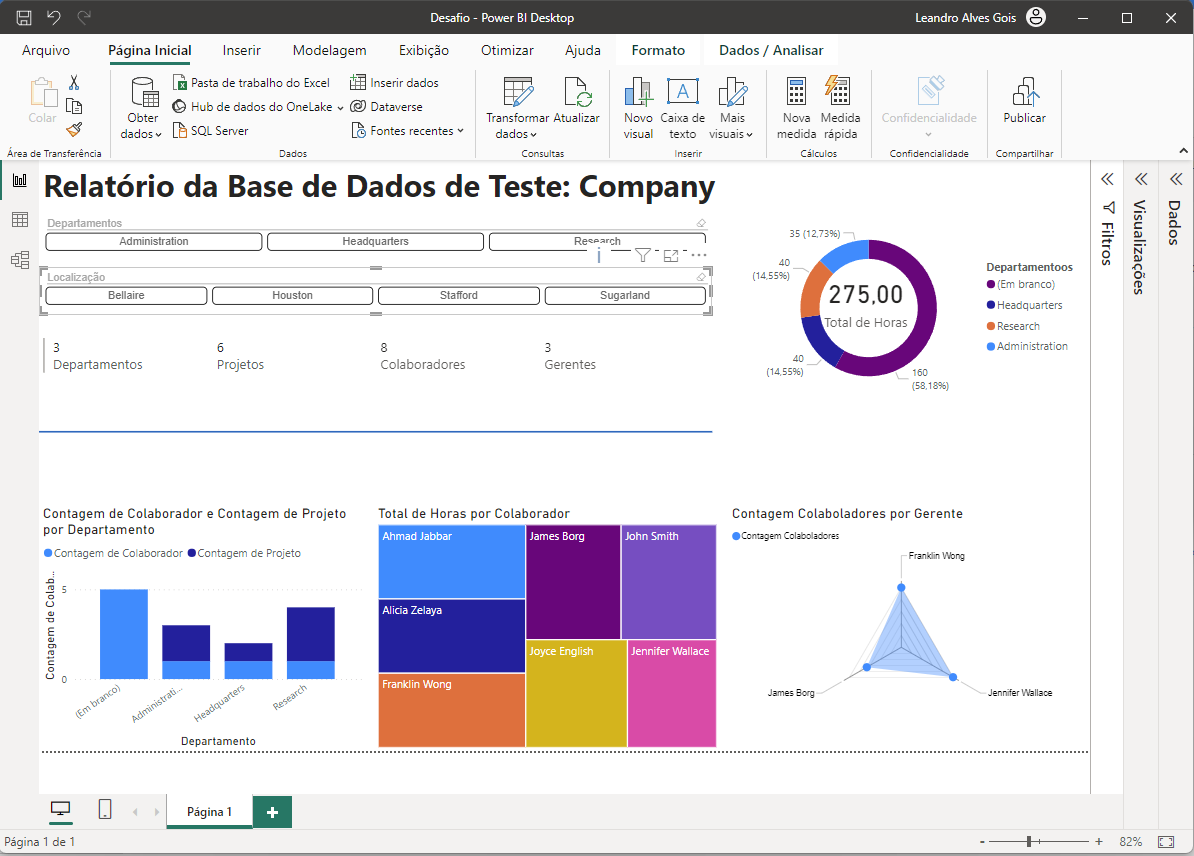 Desafio - Power BI Desktop
Leandro Alves Gois
Arquivo
Página Inicial
Inserir
Modelagem
Exibição
Otimizar
Ajuda
Formato
Dados / Analisar
Colar
Área de Transferência
Obter
dados
Pasta de trabalho do Excel
Hub de dados do OneLake
SQL Server
Inserir dados
Dataverse
Fontes recentes
Dados
Transformar
dados
Atualizar
Consultas
Novo
visual
Caixa de
texto
Mais
visuais
Inserir
Nova
medida
Medida
rápida
Cálculos
Confidencialidade
Confidencialidade
Publicar
Compartilhar
Relatório da Base de Dados de Teste: Company
Departamentos
Administration
Headquarters
Research
Localização
Bellaire
Houston
Stafford
Sugarland
3
Departamentos
6
Projetos
8
Colaboradores
3
Gerentes
35 (12,73%)
40
(14,55%)
40
(14,55%)
160
(58,18%)
275,00
Total de Horas
Departamentoos
(Em branco)
Headquarters
Research
Administration
Filtros
Visualizações
Dados
Contagem de Colaborador e Contagem de Projeto
por Departamento
Contagem de Colaborador
Contagem de Projeto
Contagem de Colab...
5
0
(Em branco)
Administrati...
Headquarters
Research
Departamento
Total de Horas por Colaborador
Ahmad Jabbar
Alicia Zelaya
Franklin Wong
James Borg
John Smith
Joyce English
Jennifer Wallace
Contagem Colaboladores por Gerente
Contagem Colaboladores
Franklin Wong
James Borg
Jennifer Wallace
Página 1
Página 1 de 1
82%